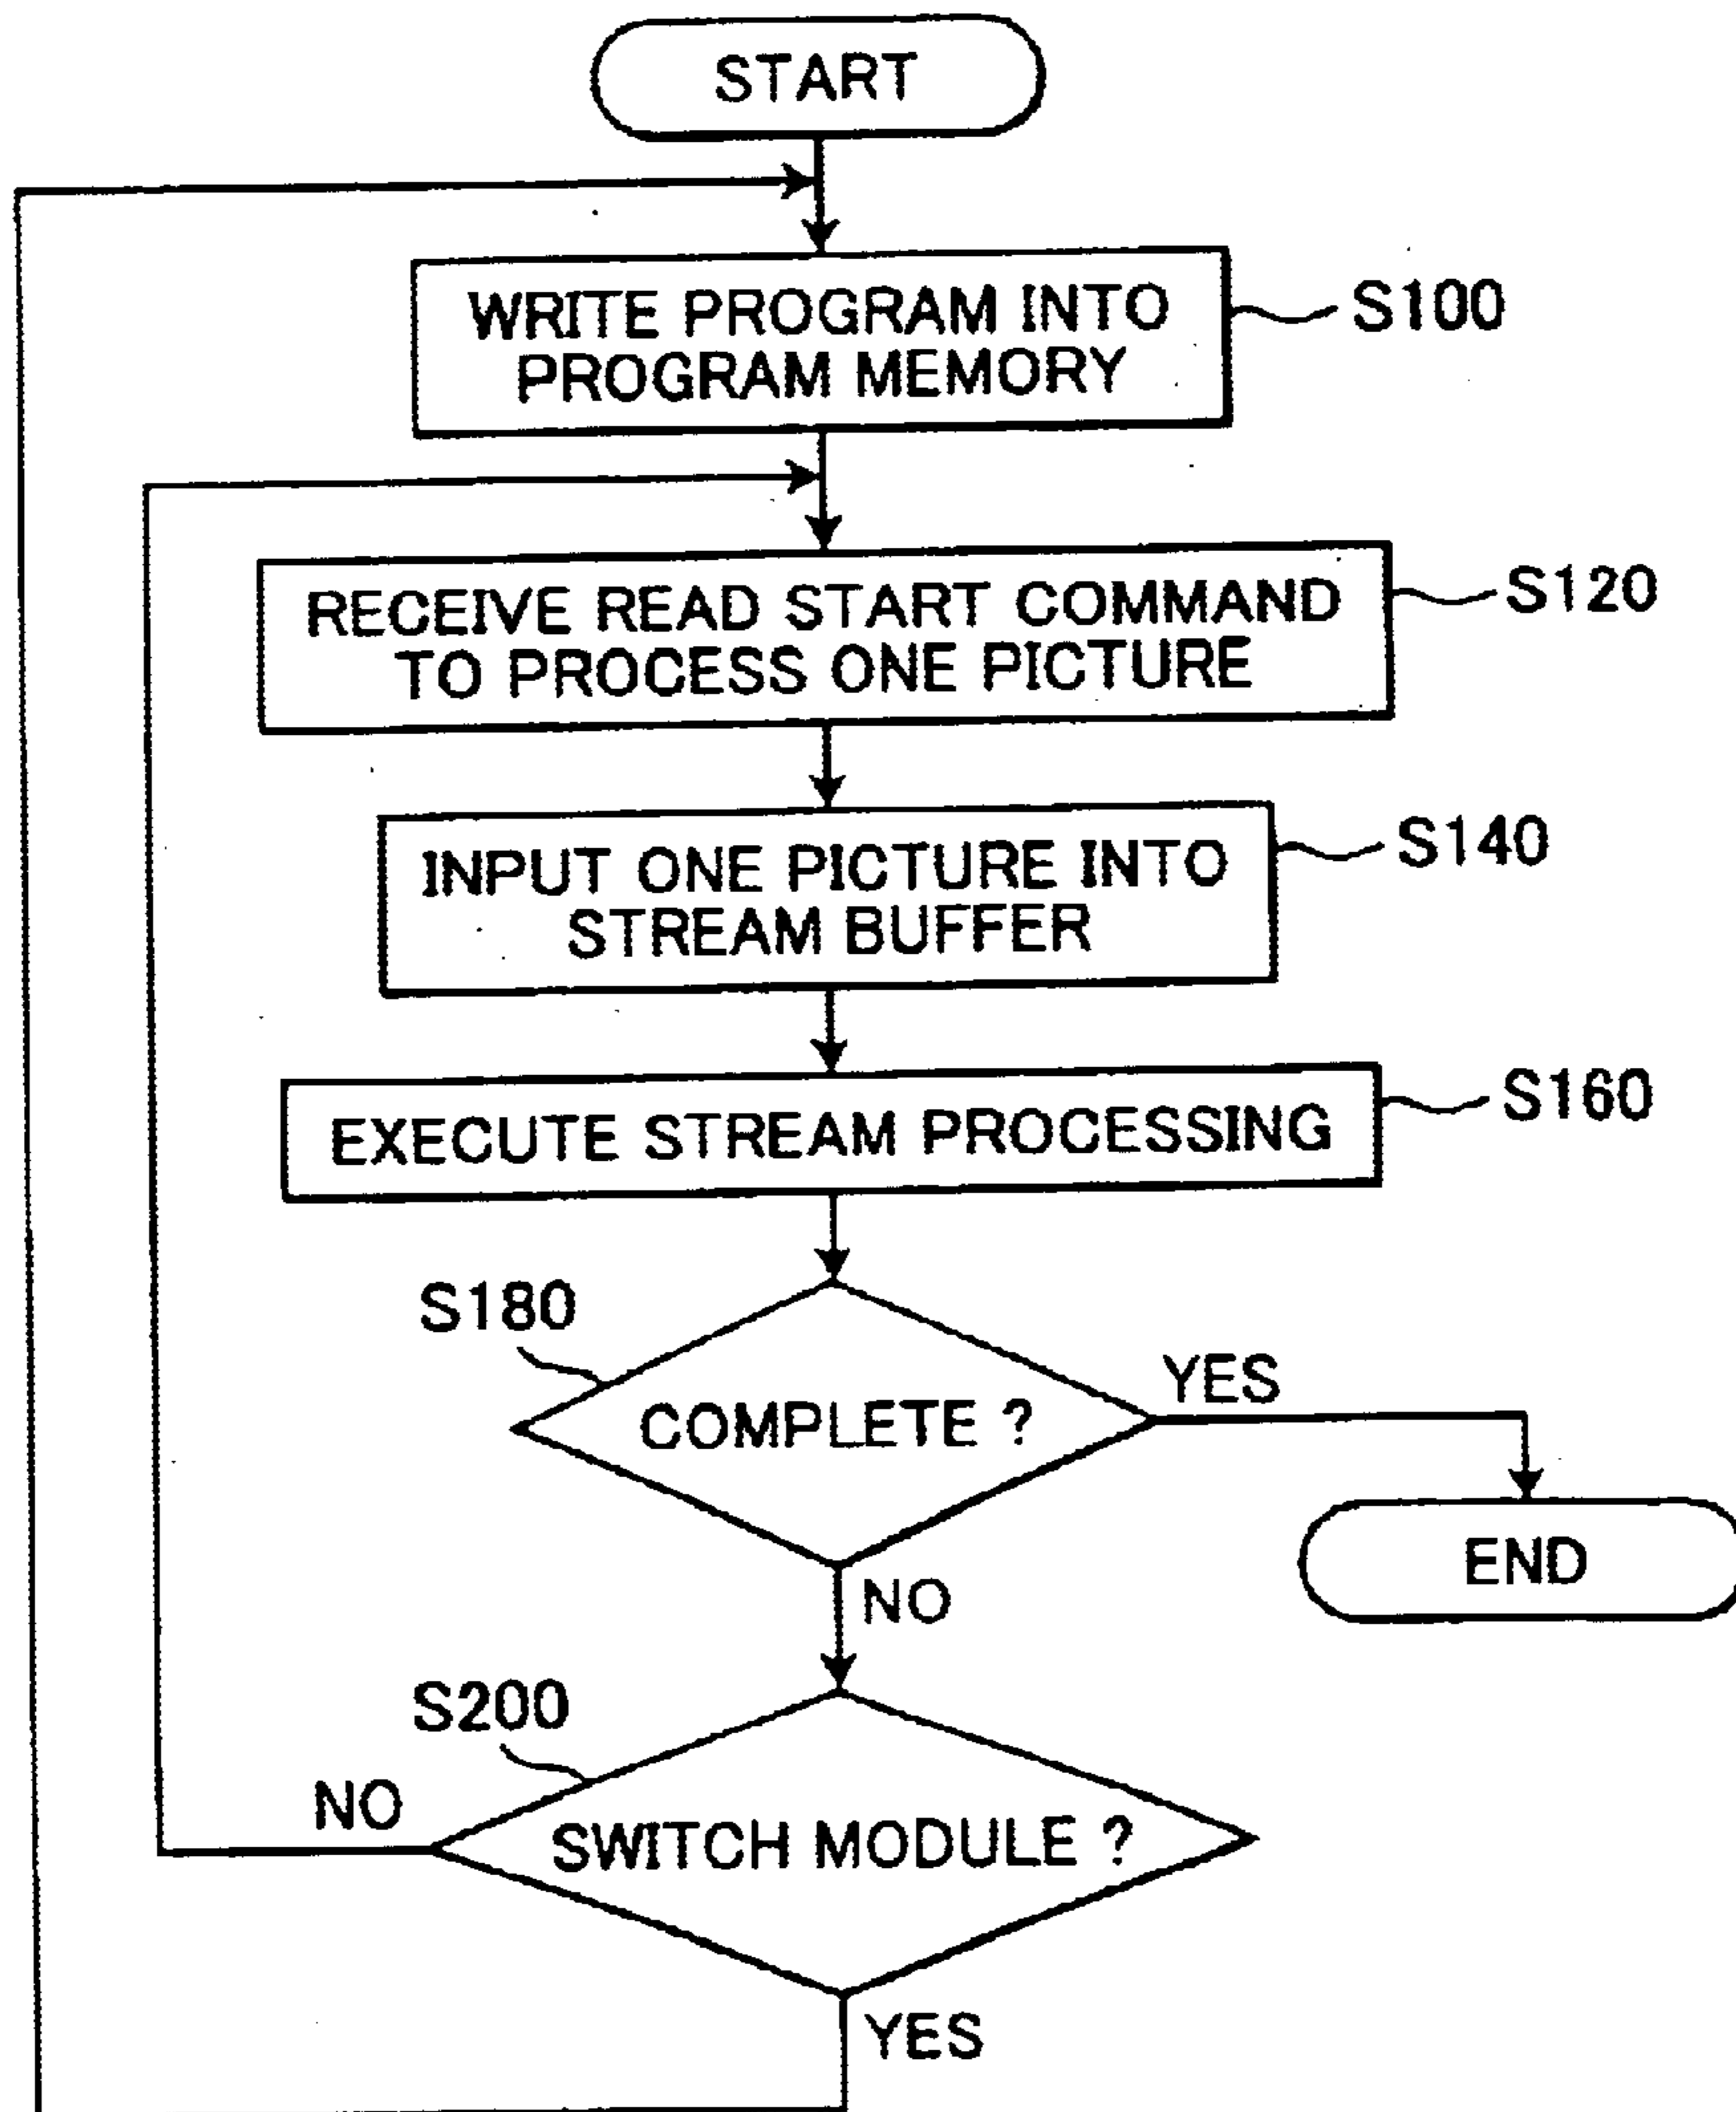 START
WRITE PROGRAM INTO
PROGRAM MEMORY
S100
RECEIVE READ START COMMAND
TO PROCESS ONE PICTURE
S120
INPUT ONE PICTURE INTO
STREAM BUFFER
S140
EXECUTE STREAM PROCESSING
S160
S180
COMPLETE ?
YES
END
NO
S200
NO
SWITCH MODULE ?
YES